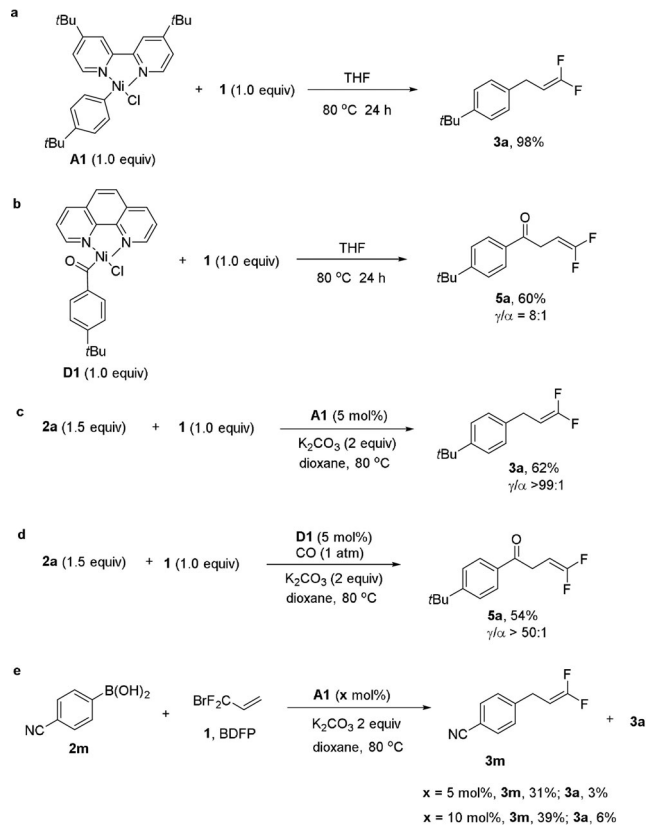 a
tBu
tBu
N
N
Ni
Cl
tBu
A1 (1.0 equiv)
+ 1 (1.0 equiv)
THF
80 °C 24 h
F
F
tBu
3a, 98%
b
N
N
Ni
O
Cl
tBu
D1 (1.0 equiv)
+ 1 (1.0 equiv)
THF
80 °C 24 h
O
F
F
tBu
5a, 60%
γ/α = 8:1
c
2a (1.5 equiv) + 1 (1.0 equiv)
A1 (5 mol%)
K2CO3 (2 equiv)
dioxane, 80 °C
F
F
tBu
3a, 62%
γ/α >99:1
d
2a (1.5 equiv) + 1 (1.0 equiv)
D1 (5 mol%)
CO (1 atm)
K2CO3 (2 equiv)
dioxane, 80 °C
O
F
F
tBu
5a, 54%
γ/α > 50:1
e
B(OH)2
NC
2m
+
BrF2C
1, BDFP
A1 (x mol%)
K2CO3 2 equiv
dioxane, 80 °C
F
F
NC
3m
+ 3a
x = 5 mol%, 3m, 31%; 3a, 3%
x = 10 mol%, 3m, 39%; 3a, 6%